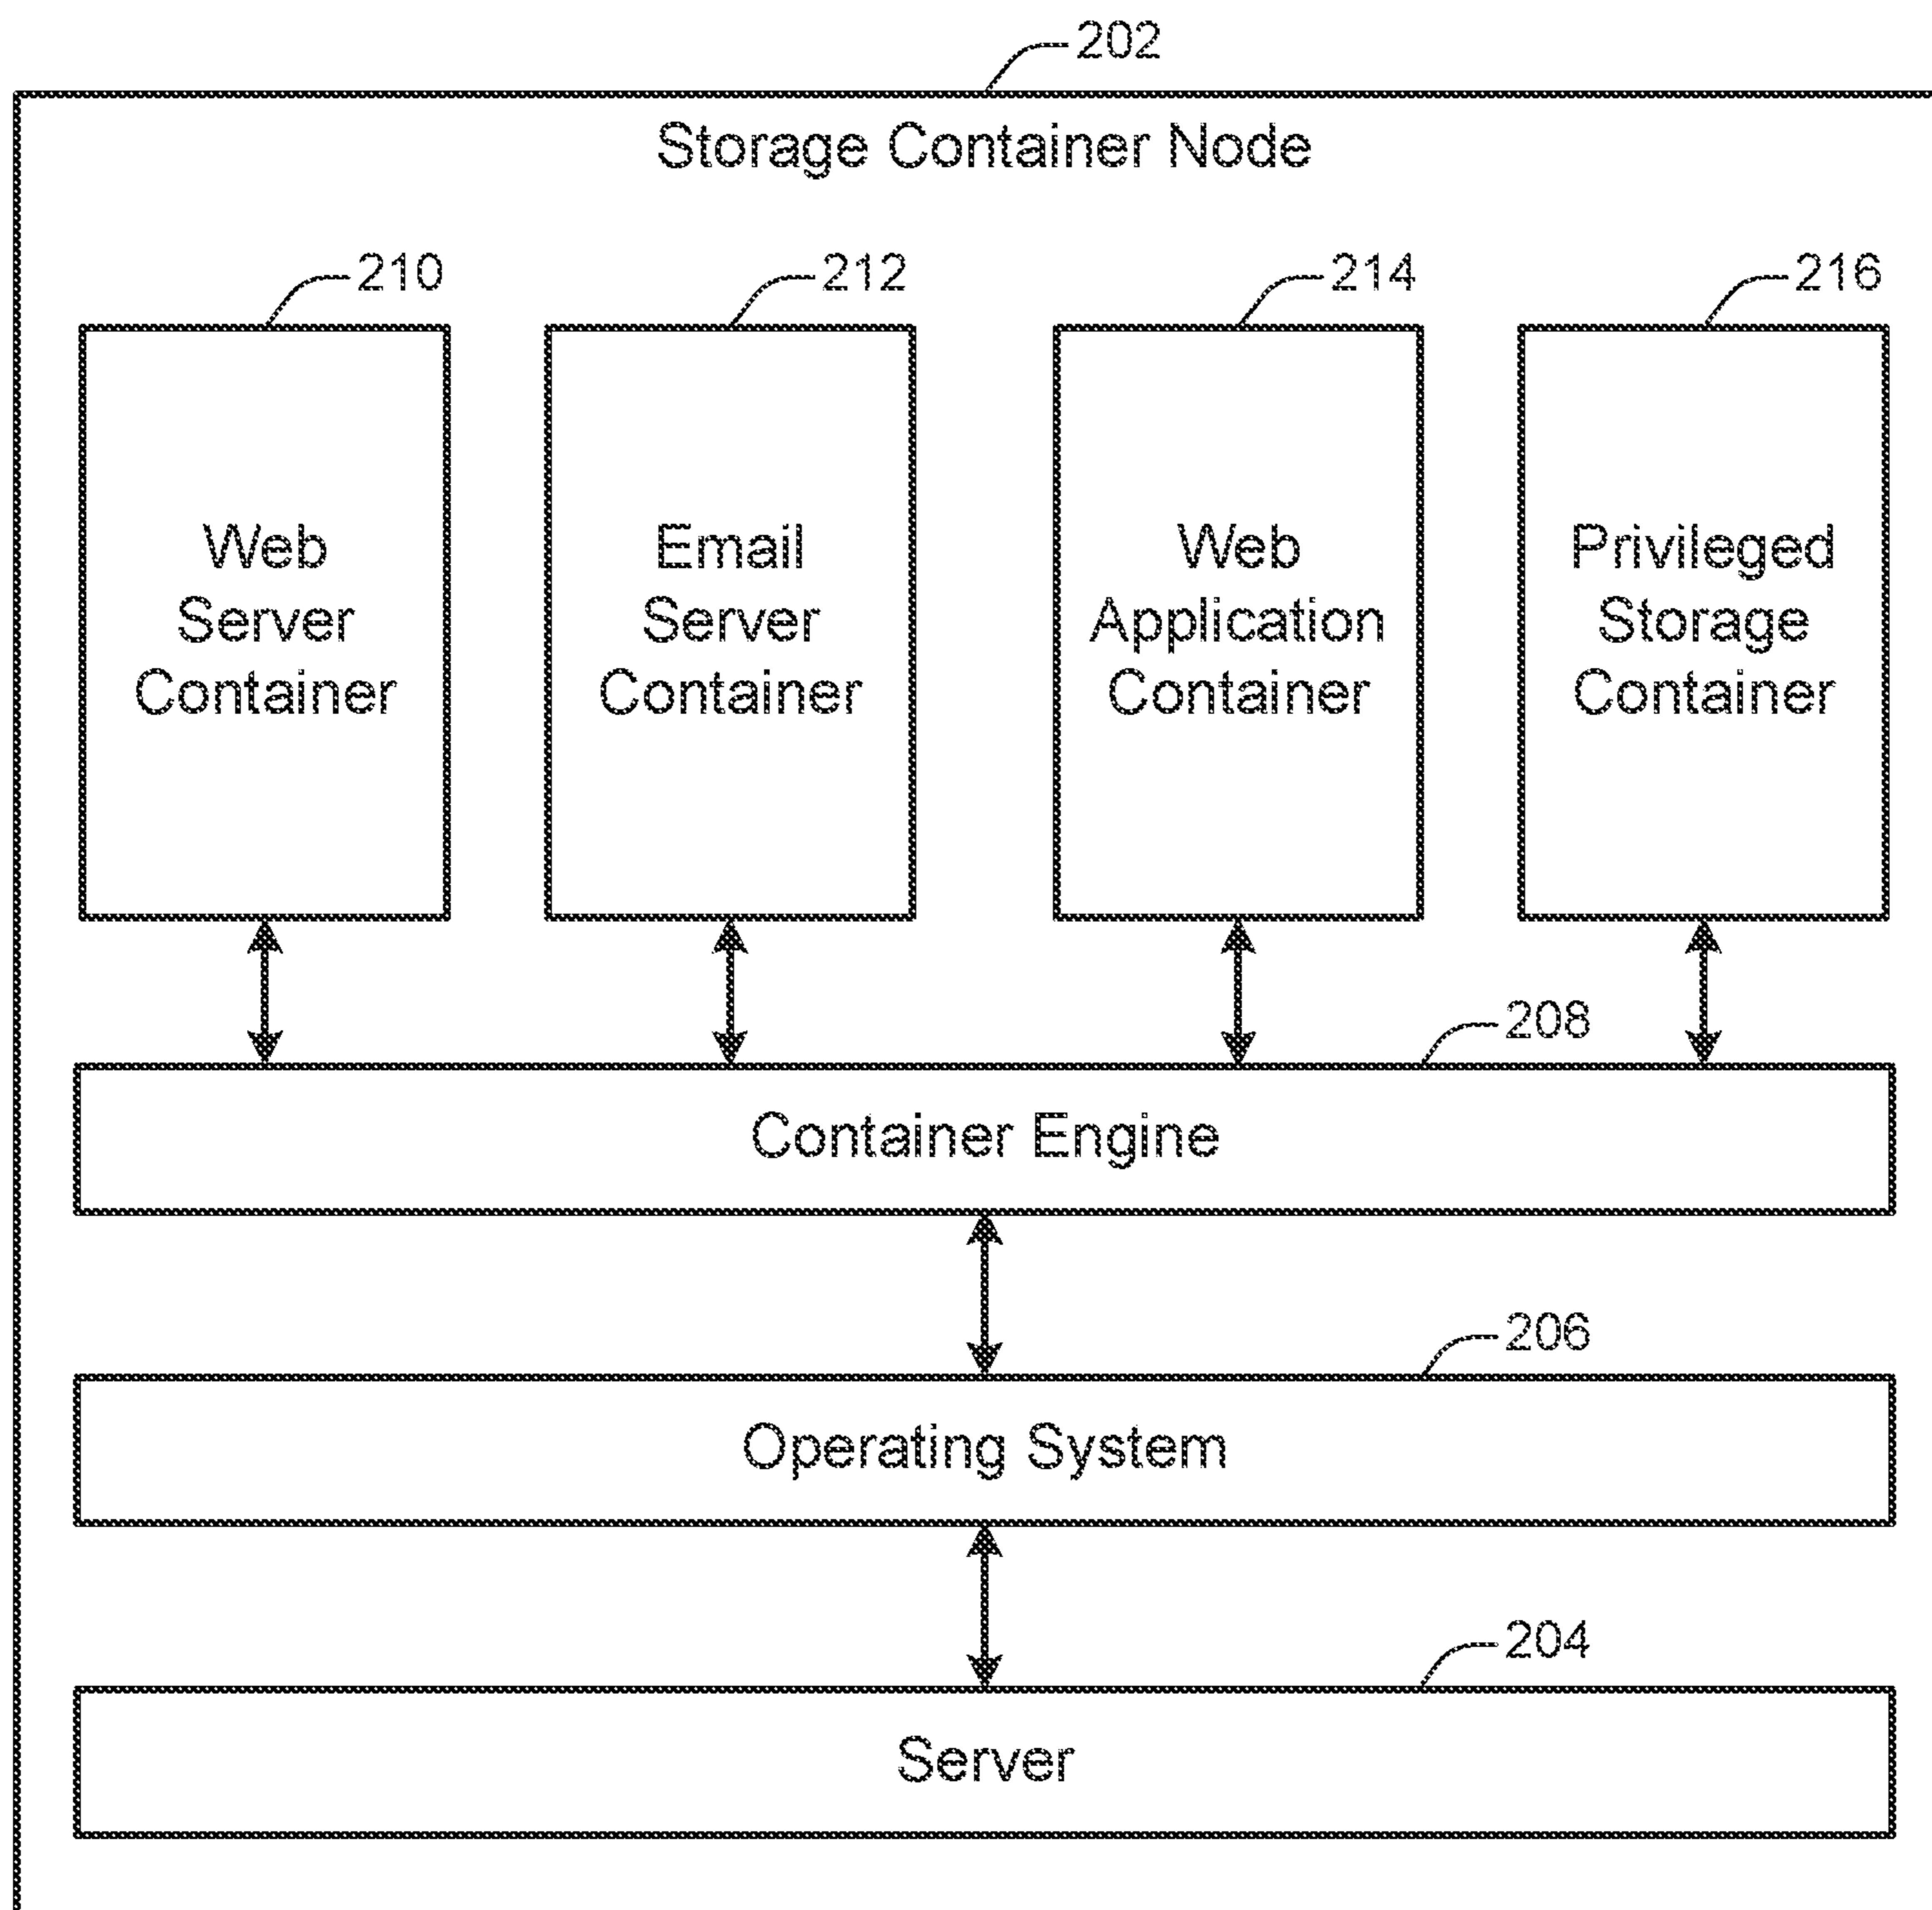 202
Storage Container Node
210
212
214
216
Web
Server
Container
Email
Server
Container
Web
Application
Container
Privileged
Storage
Container
208
Container Engine
206
Operating System
204
Server